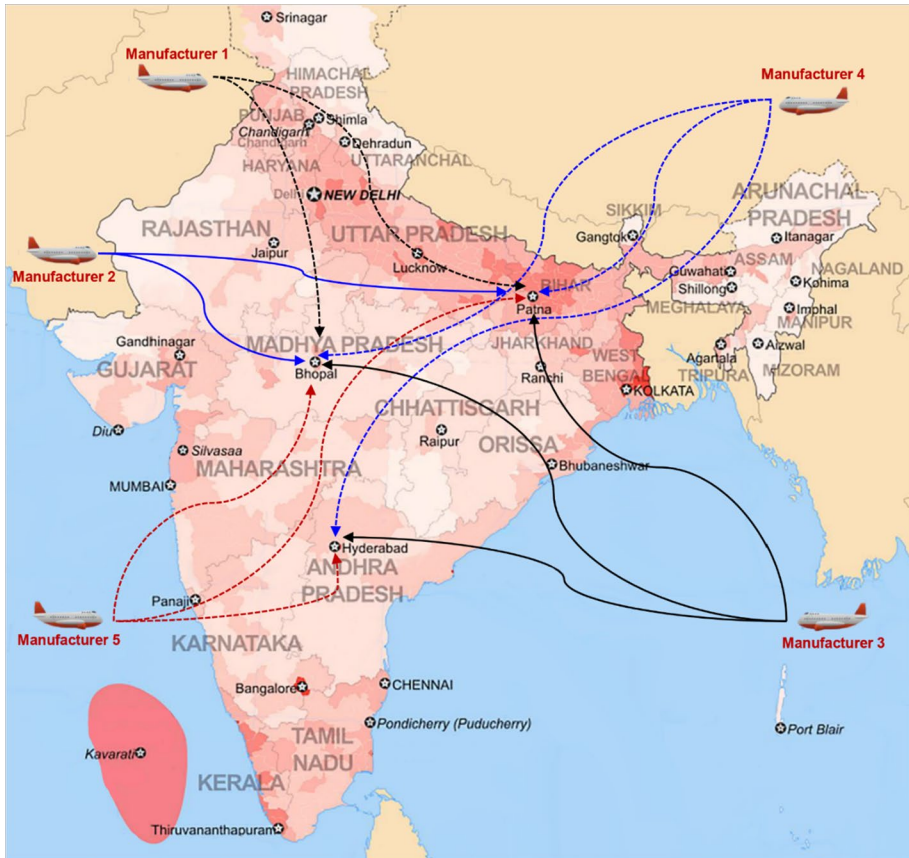 Srinagar
Manufacturer 1
HIMACHAL
PRADESH
Manufacturer 4
PUNJAB
Shimla
Chandigarh
Chandigarh
Dehradun
HARYANA
UTTARANCHAL
Delhi
NEW DELHI
ARUNACHAL
PRADESH
SIKKIM
RAJASTHAN
UTTAR PRADESH
Gangtok
Itanagar
Jaipur
Lucknow
ASSAM
Manufacturer 2
Guwahati
NAGALAND
BIHAR
Shillong
Kohima
Patna
MEGHALAYA
Imphal
MANIPUR
Gandhinagar
MADHYA PRADESH
JHARKHAND
Aizwal
WEST
BENGAL
Agartala
GUJARAT
Bhopal
Ranchi
TRIPURA
MIZORAM
KOLKATA
CHHATTISGARH
Diu
Raipur
ORISSA
Silvasaa
MAHARASHTRA
Bhubaneshwar
MUMBAI
Hyderabad
ANDHRA
PRADESH
Panaji
Manufacturer 5
KARNATAKA
Manufacturer 3
Bangalore
CHENNAI
Pondicherry (Puducherry)
Port Blair
TAMIL
NADU
Kavarati
KERALA
Thiruvananthapuram